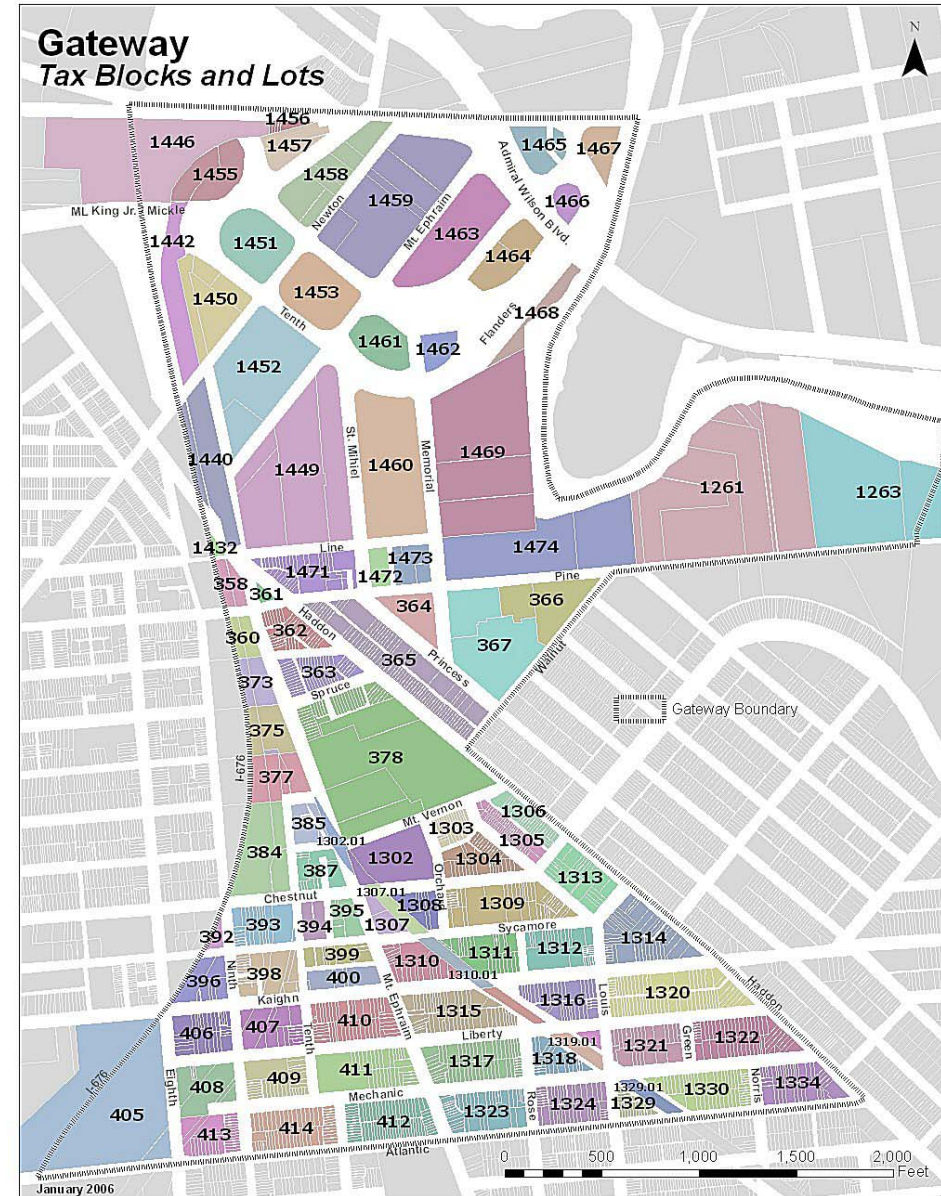 Gateway
Tax Blocks and Lots
N
1456
1446
1457
1465
1467
1455
1458
Admiral Wilson Blvd.
1459
1466
ML King Jr. Mickle
Newton
Mt. Ephraim
1442
1451
1463
1464
1450
1453
Flanders
1468
Tenth
1461
1462
1452
St. Mihiel
Memorial
1440
1449
1460
1469
1261
1263
1432
Line
1473
1474
358
1471
1472
Pine
361
364
366
360
362
Haddon
367
363
365
Princess
Walnut
373
Spruce
Gateway Boundary
375
378
I-676
377
Mt. Vernon
1306
385
1303
1305
1302.01
384
1302
1304
387
Orchard
1313
Chestnut
1307.01
1308
1309
395
393
394
1307
Sycamore
392
1314
399
1310
1311
1312
396
Ninth
398
400
1310.01
Haddon
Kaighn
Mt. Ephraim
1316
Louis
1320
406
407
Tenth
410
1315
Liberty
1319.01
1321
Green
1322
I-676
411
1317
1318
408
409
1329.01
405
Eighth
Mechanic
1330
Norris
1334
413
414
412
1323
Rose
1324
1329
Atlantic
0 500 1,000 1,500 2,000
Feet
January 2006